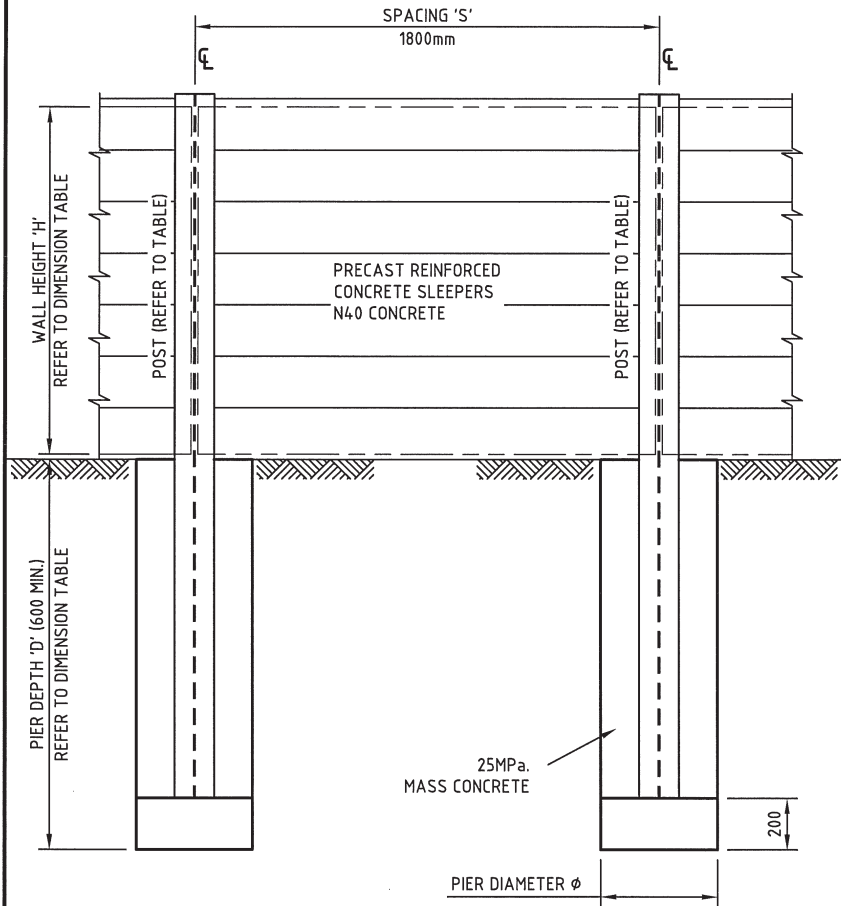 SPACING 'S'
1800mm
℄
℄
WALL HEIGHT 'H'
REFER TO DIMENSION TABLE
POST (REFER TO TABLE)
PRECAST REINFORCED
CONCRETE SLEEPERS
N40 CONCRETE
POST (REFER TO TABLE)
PIER DEPTH 'D' (600 MIN.)
REFER TO DIMENSION TABLE
25MPa.
MASS CONCRETE
200
PIER DIAMETER ϕ